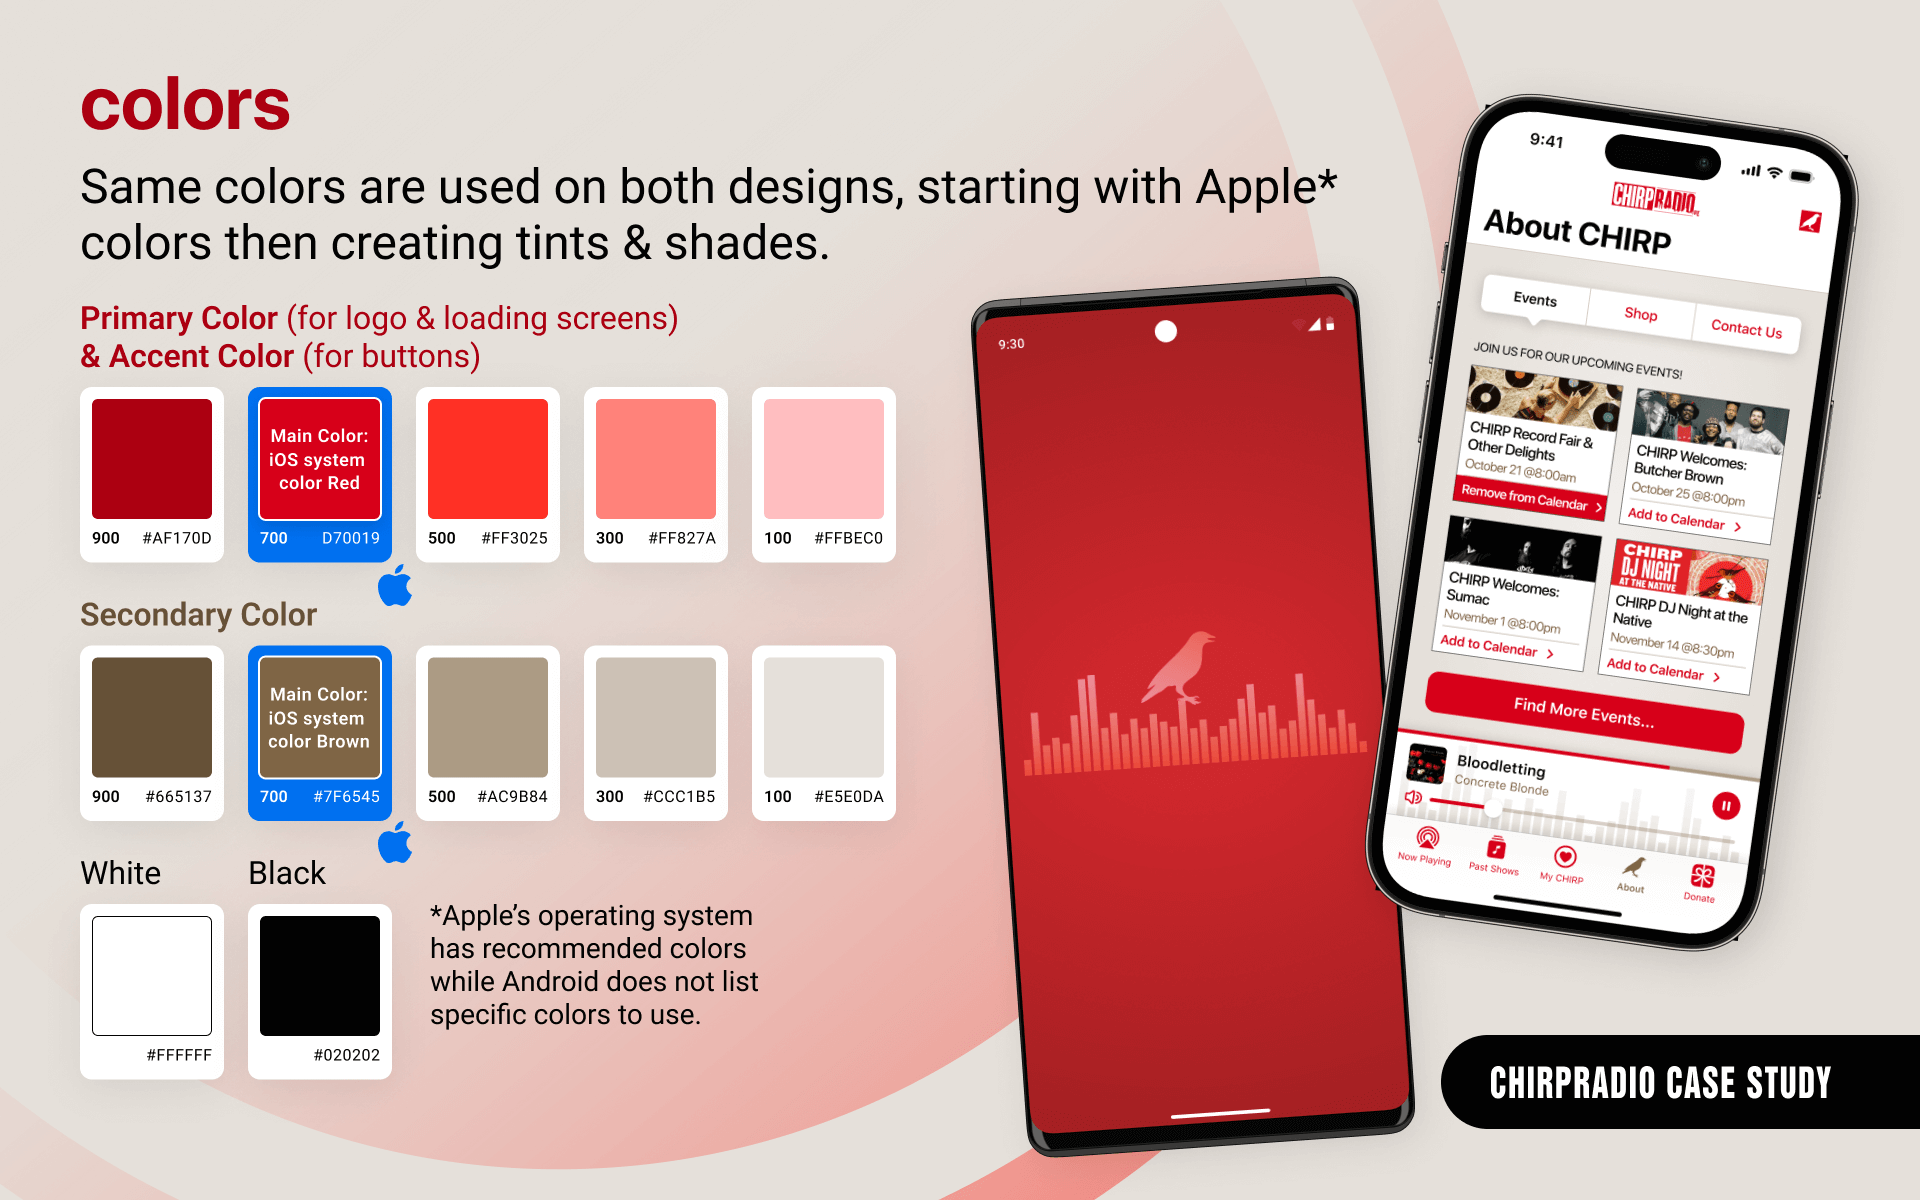 colors
Same colors are used on both designs, starting with Apple*
colors then creating tints & shades.
Primary Color (for logo & loading screens)
& Accent Color (for buttons)
900 #AF170D
Main Color:
iOS system
color Red
700 D70019
500 #FF3025
300 #FF827A
100 #FFBEC0
Secondary Color
900 #665137
Main Color:
iOS system
color Brown
700 #7F6545
500 #AC9B84
300 #CCC1B5
100 #E5E0DA
White
#FFFFFF
Black
#020202
*Apple’s operating system
has recommended colors
while Android does not list
specific colors to use.
9:30
9:41
CHIRPRADIO
About CHIRP
Events
Shop
Contact Us
JOIN US FOR OUR UPCOMING EVENTS!
CHIRP Record Fair &
Other Delights
October 21 @8:00am
Remove from Calendar
CHIRP Welcomes:
Butcher Brown
October 25 @8:00pm
Add to Calendar
CHIRP Welcomes:
Sumac
November 1 @8:00pm
Add to Calendar
CHIRP
DJ NIGHT
AT THE NATIVE
CHIRP DJ Night at the
Native
November 14 @8:30pm
Add to Calendar
Find More Events...
Bloodletting
Concrete Blonde
Now Playing
Past Shows
My CHIRP
About
Donate
CHIRPRADIO CASE STUDY